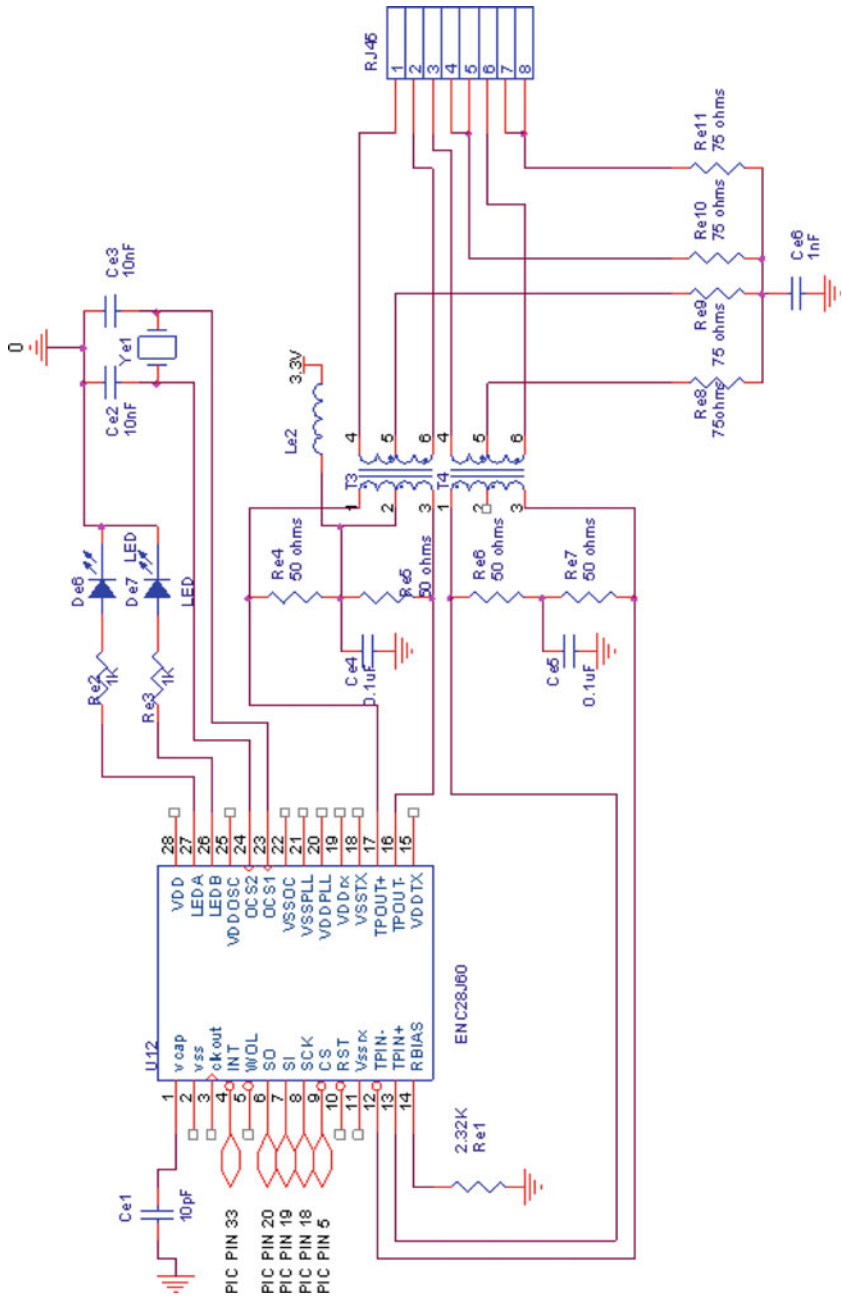 RJ45
1
2
3
4
5
6
7
8
Re11
75 ohms
Re10
75 ohms
Re9
75 ohms
Re8
75ohms
Ce6
1nF
0
Ce3
10nF
Ye1
Ce2
10nF
3.3V
Le2
T3
1
2
3
4
5
6
T4
1
2
3
4
5
6
De6
LED
De7
LED
Re2
1K
Re3
1K
Re4
50 ohms
Re5
50 ohms
Re6
50 ohms
Re7
50 ohms
Ce4
0.1uF
Ce5
0.1uF
U12
ENC28J60
28 VDD
27 LEDA
26 LEDB
25 VDDOSC
24 OCS2
23 OCS1
22 VSSOC
21 VSSPLL
20 VDDPLL
19 VDDrx
18 VSSTX
17 TPOUT+
16 TPOUT-
15 VDDTX
1 vcap
2 vss
3 clkout
4 INT
5 WOL
6 SO
7 SI
8 SCK
9 CS
10 RST
11 Vssrx
12 TPIN-
13 TPIN+
14 RBIAS
Ce1
10pF
PIC PIN 33
PIC PIN 20
PIC PIN 19
PIC PIN 18
PIC PIN 5
2.32K
Re1